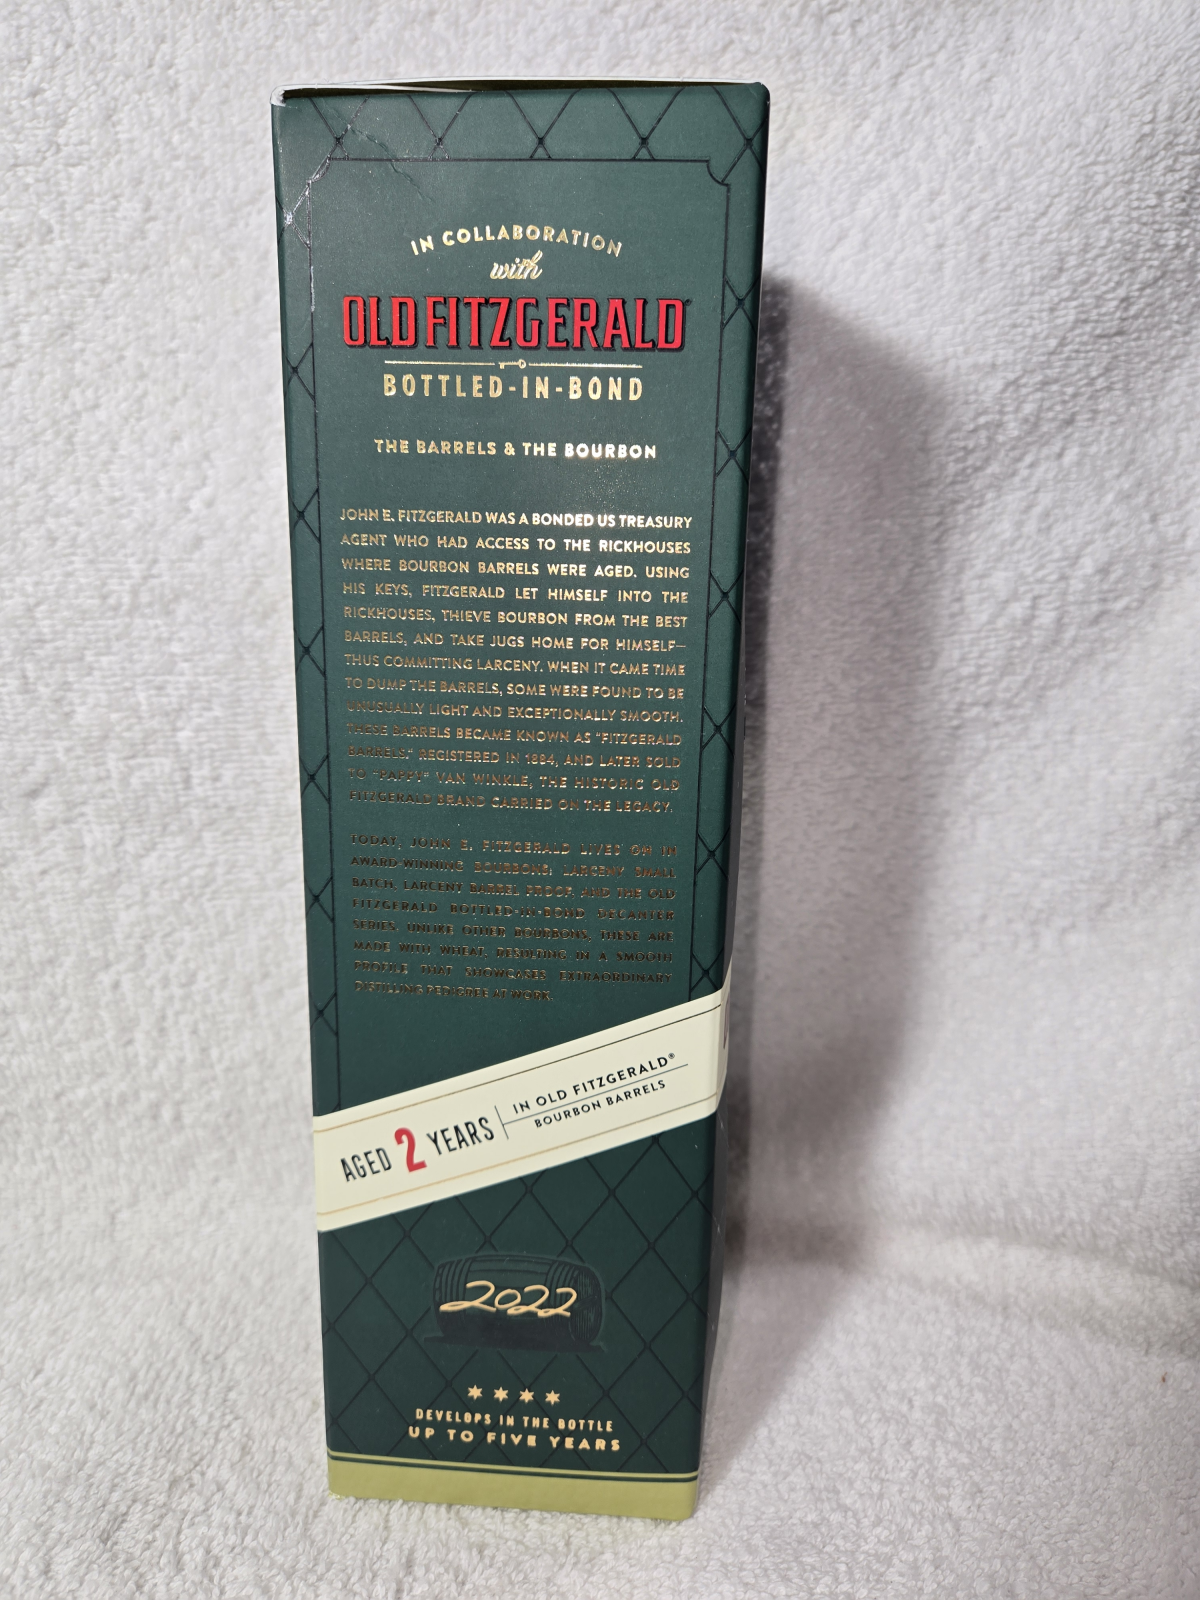 IN COLLABORATION
with
OLD FITZGERALD
BOTTLED-IN-BOND
THE BARRELS & THE BOURBON
JOHN E. FITZGERALD WAS A BONDED US TREASURY
AGENT WHO HAD ACCESS TO THE RICKHOUSES
WHERE BOURBON BARRELS WERE AGED. USING
HIS KEYS, FITZGERALD LET HIMSELF INTO THE
RICKHOUSES, THIEVE BOURBON FROM THE BEST
BARRELS, AND TAKE JUGS HOME FOR HIMSELF—
THUS COMMITTING LARCENY. WHEN IT CAME TIME
TO DUMP THE BARRELS, SOME WERE FOUND TO BE
UNUSUALLY LIGHT AND EXCEPTIONALLY SMOOTH.
THESE BARRELS BECAME KNOWN AS "FITZGERALD
BARRELS." REGISTERED IN 1884, AND LATER SOLD
TO "PAPPY" VAN WINKLE, THE HISTORIC OLD
FITZGERALD BRAND CARRIED ON THE LEGACY.
TODAY, JOHN E. FITZGERALD LIVES ON IN
AWARD-WINNING BOURBONS: LARCENY SMALL
BATCH, LARCENY BARREL PROOF, AND THE OLD
FITZGERALD BOTTLED-IN-BOND DECANTER
SERIES. UNLIKE OTHER BOURBONS, THESE ARE
MADE WITH WHEAT, RESULTING IN A SMOOTH
PROFILE THAT SHOWCASES EXTRAORDINARY
DISTILLING PEDIGREE AT WORK.
AGED 2 YEARS
IN OLD FITZGERALD®
BOURBON BARRELS
2022
DEVELOPS IN THE BOTTLE
UP TO FIVE YEARS